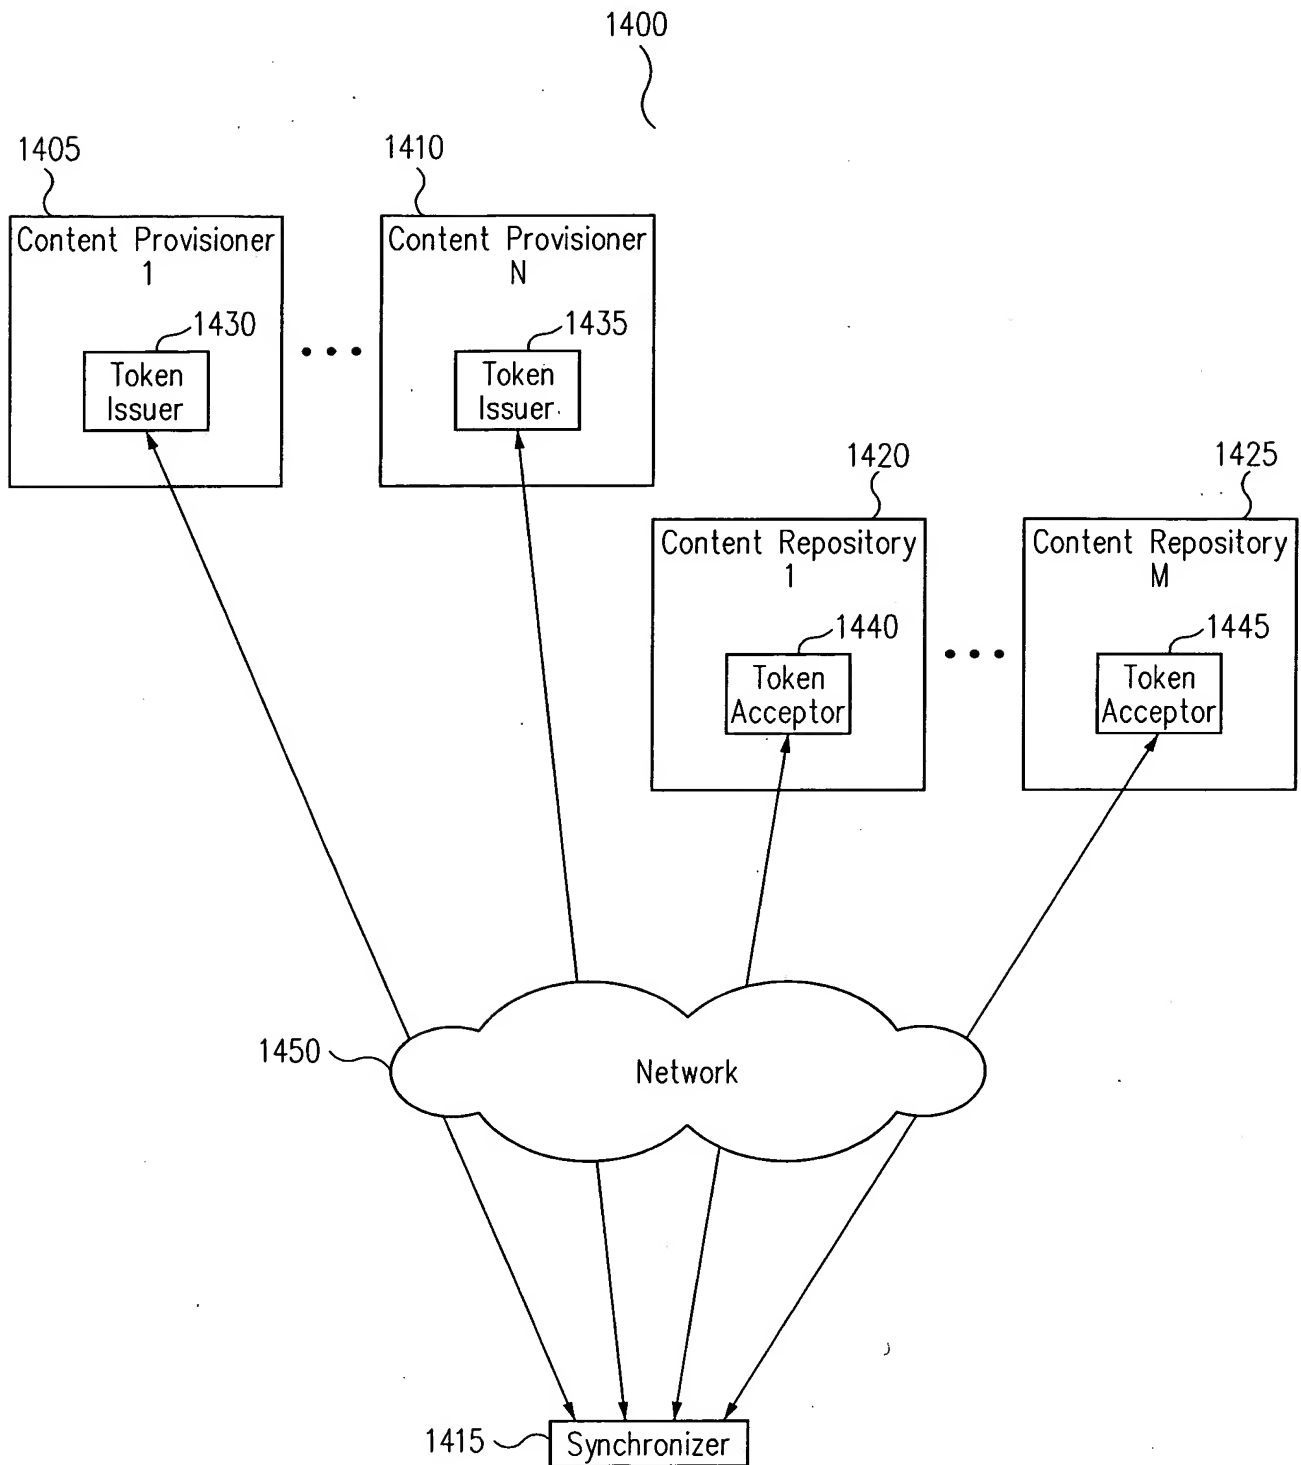 1400
1405
1410
Content Provisioner
1
Content Provisioner
N
1430
1435
Token
Issuer
Token
Issuer
1420
1425
Content Repository
1
Content Repository
M
1440
1445
Token
Acceptor
Token
Acceptor
1450
Network
1415
Synchronizer